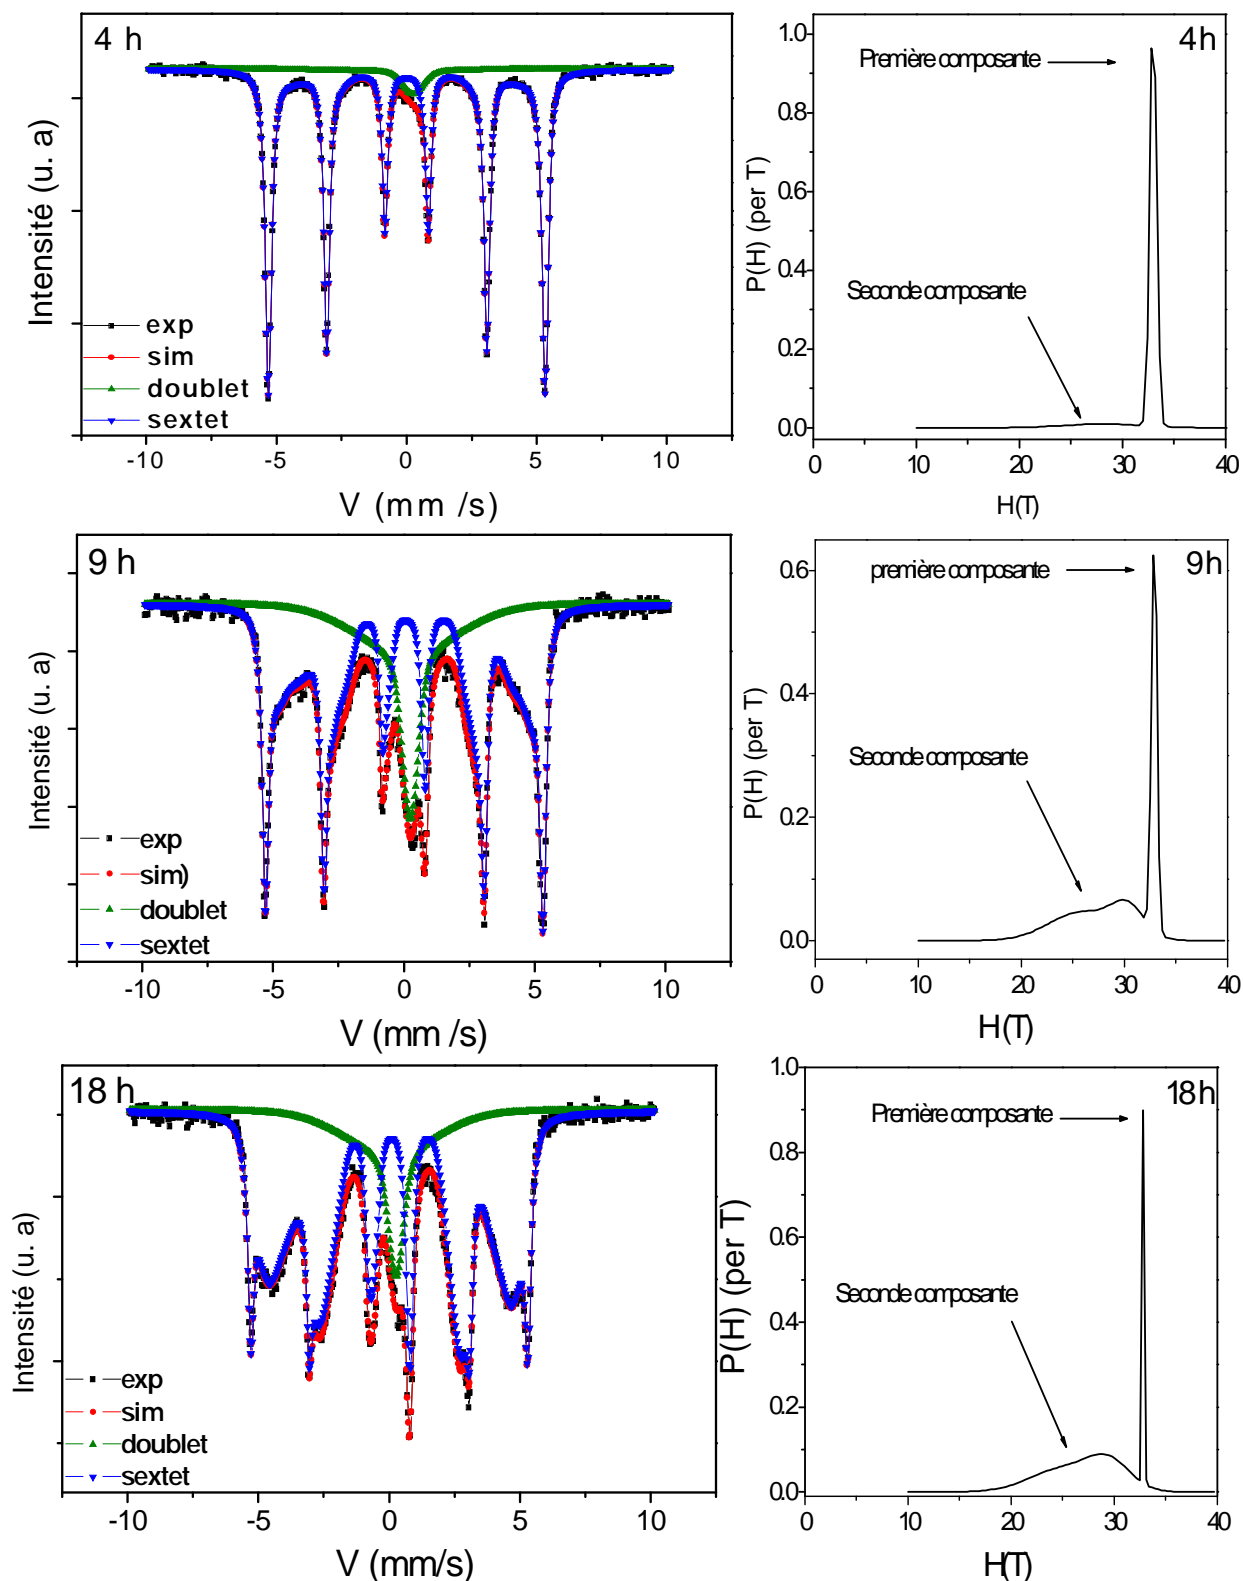 4 h
Intensité (u. a)
exp
sim
doublet
sextet
-10 -5 0 5 10
V (mm /s)
4h
Première composante
Seconde composante
P(H) (per T)
1.0
0.8
0.6
0.4
0.2
0.0
0 10 20 30 40
H(T)
9 h
Intensité (u. a)
exp
sim)
doublet
sextet
-10 -5 0 5 10
V (mm /s)
9h
première composante
Seconde composante
P(H) (per T)
0.6
0.4
0.2
0.0
0 10 20 30 40
H(T)
18 h
Intensité (u. a)
exp
sim
doublet
sextet
-10 -5 0 5 10
V (mm/s)
18h
Première composante
Seconde composante
P(H) (per T)
1.0
0.8
0.6
0.4
0.2
0.0
0 10 20 30 40
H(T)